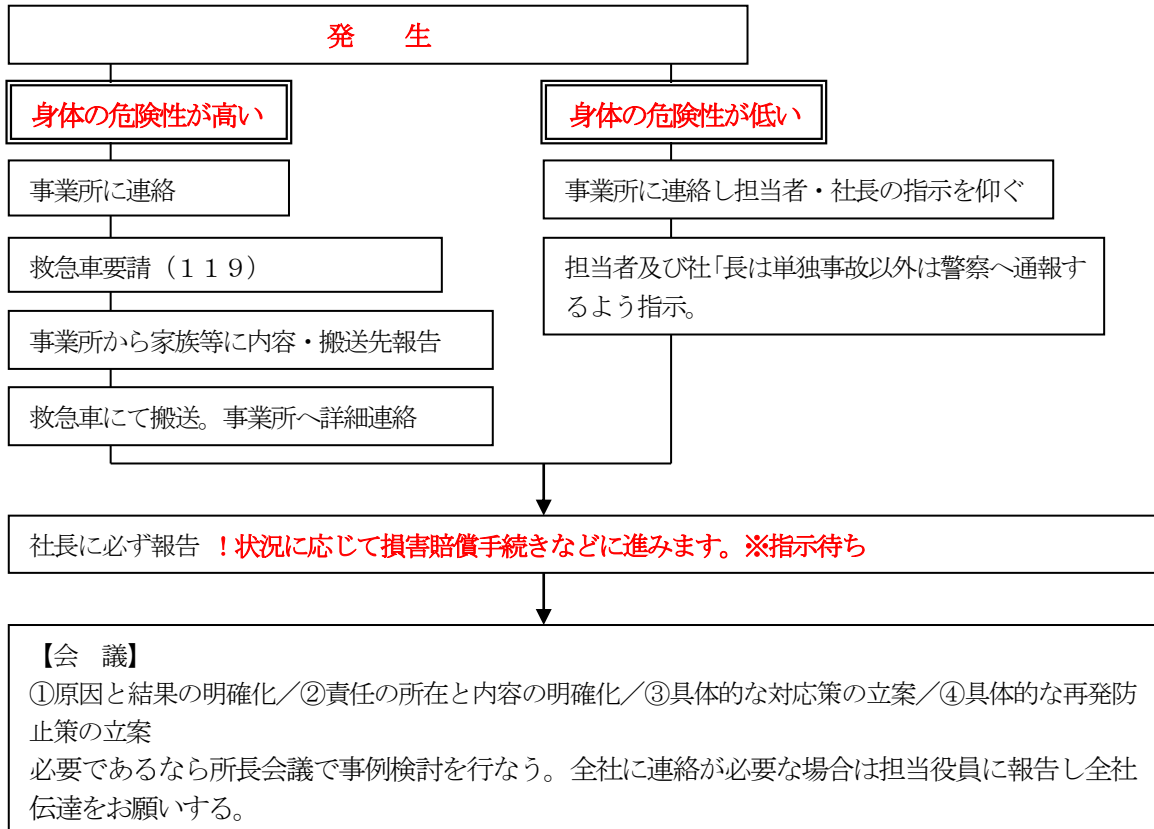 発　生
身体の危険性が高い
身体の危険性が低い
事業所に連絡
事業所に連絡し担当者・社長の指示を仰ぐ
救急車要請（１１９）
担当者及び社「長は単独事故以外は警察へ通報す
るよう指示。
事業所から家族等に内容・搬送先報告
救急車にて搬送。事業所へ詳細連絡
社長に必ず報告 ！状況に応じて損害賠償手続きなどに進みます。※指示待ち
【会　議】
①原因と結果の明確化／②責任の所在と内容の明確化／③具体的な対応策の立案／④具体的な再発防
止策の立案
必要であるなら所長会議で事例検討を行なう。全社に連絡が必要な場合は担当役員に報告し全社
伝達をお願いする。